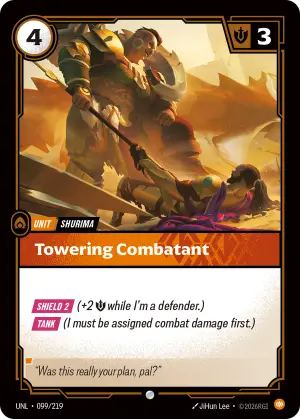 4
3
UNIT SHURIMA
Towering Combatant
SHIELD 2 (+2 while I'm a defender.)
TANK (I must be assigned combat damage first.)
"Was this really your plan, pal?"
UNL • 099/219 JiHun Lee • ©2026RGI